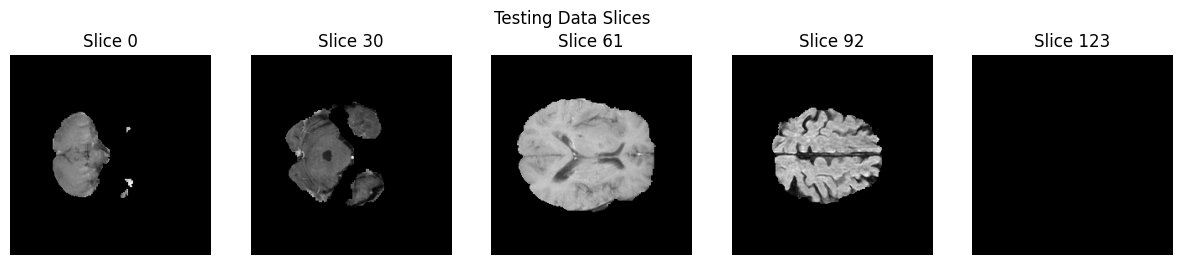 Testing Data Slices
Slice 0
Slice 30
Slice 61
Slice 92
Slice 123